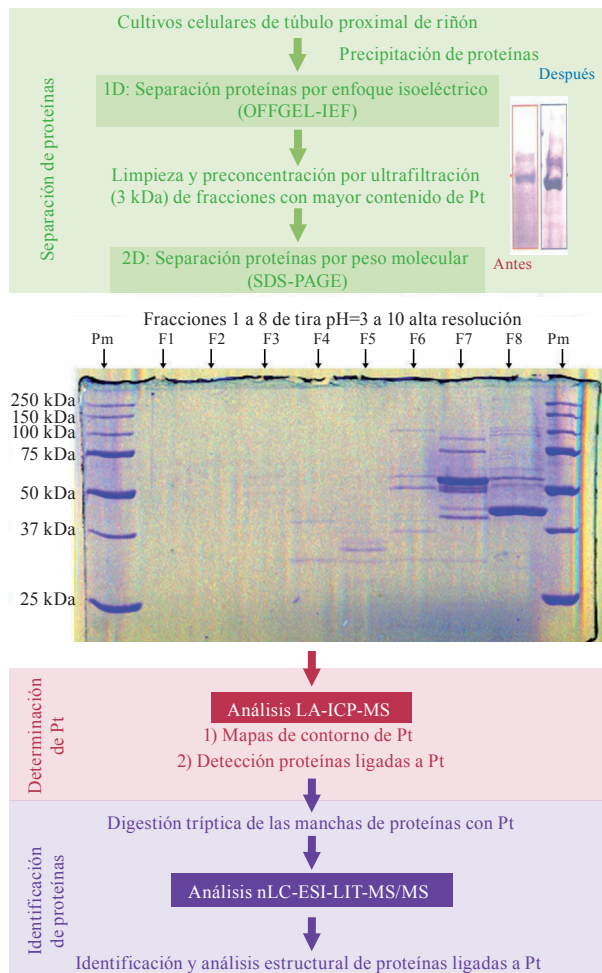 Cultivos celulares de túbulo proximal de riñón
Precipitación de proteínas
Separación de proteínas
1D: Separación proteínas por enfoque isoeléctrico
(OFFGEL-IEF)
Después
Limpieza y preconcentración por ultrafiltración
(3 kDa) de fracciones con mayor contenido de Pt
2D: Separación proteínas por peso molecular
(SDS-PAGE)
Antes
Fracciones 1 a 8 de tira pH=3 a 10 alta resolución
Pm F1 F2 F3 F4 F5 F6 F7 F8 Pm
250 kDa
150 kDa
100 kDa
75 kDa
50 kDa
37 kDa
25 kDa
Determinación
de Pt
Análisis LA-ICP-MS
1) Mapas de contorno de Pt
2) Detección proteínas ligadas a Pt
Identificación
de proteínas
Digestión tríptica de las manchas de proteínas con Pt
Análisis nLC-ESI-LIT-MS/MS
Identificación y análisis estructural de proteínas ligadas a Pt